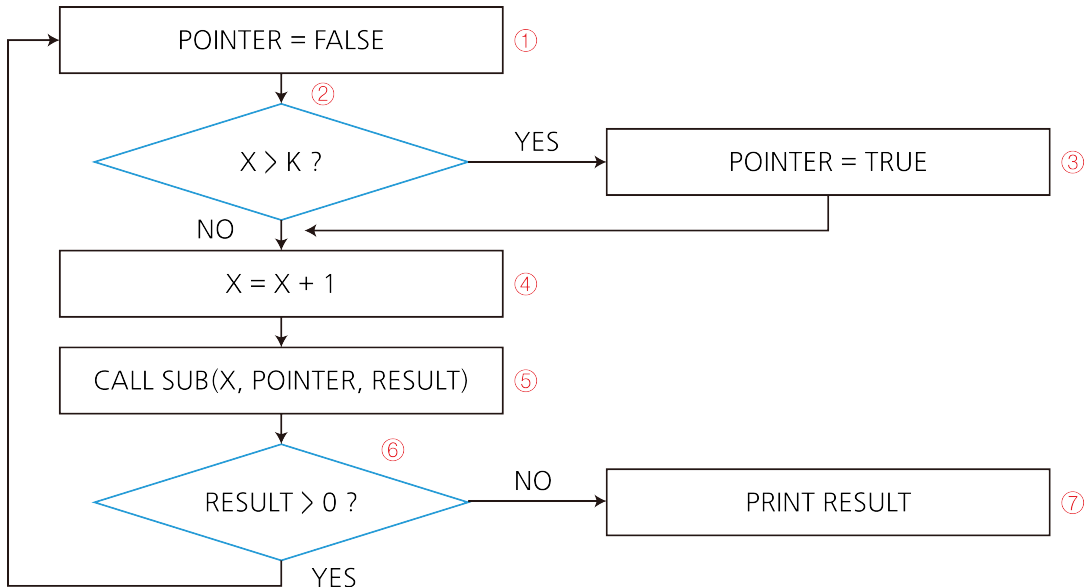 POINTER = FALSE
①
②
X > K ?
YES
POINTER = TRUE
③
NO
X = X + 1
④
CALL SUB(X, POINTER, RESULT)
⑤
⑥
RESULT > 0 ?
NO
PRINT RESULT
⑦
YES